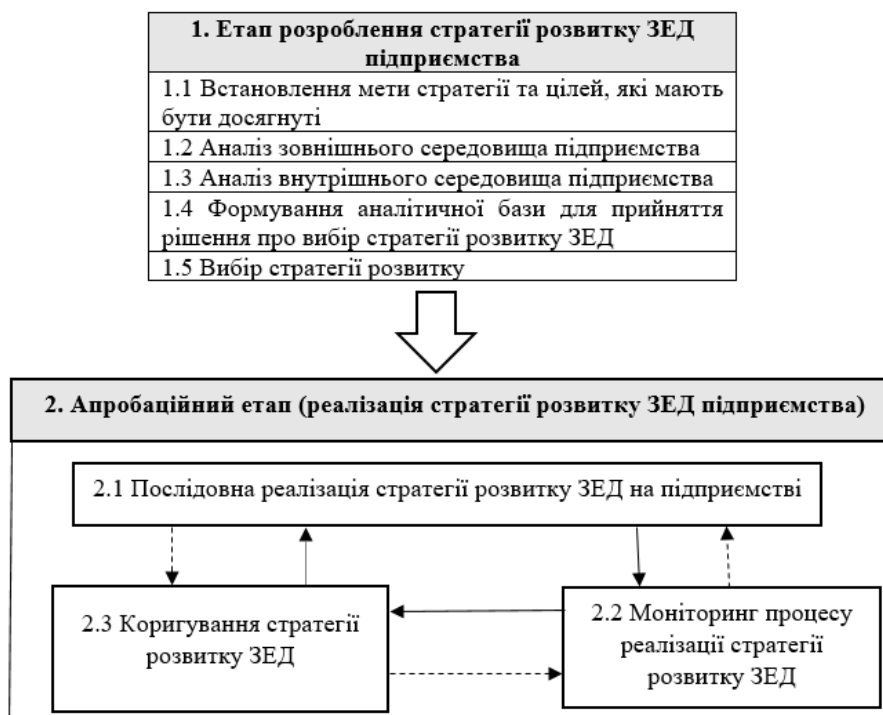 1. Етап розроблення стратегії розвитку ЗЕД
підприємства
1.1 Встановлення мети стратегії та цілей, які мають
бути досягнуті
1.2 Аналіз зовнішнього середовища підприємства
1.3 Аналіз внутрішнього середовища підприємства
1.4 Формування аналітичної бази для прийняття
рішення про вибір стратегії розвитку ЗЕД
1.5 Вибір стратегії розвитку
2. Апробаційний етап (реалізація стратегії розвитку ЗЕД підприємства)
2.1 Послідовна реалізація стратегії розвитку ЗЕД на підприємстві
2.3 Коригування стратегії
розвитку ЗЕД
2.2 Моніторинг процесу
реалізації стратегії
розвитку ЗЕД